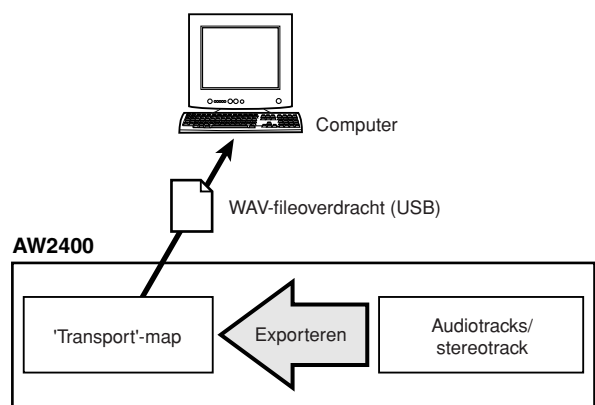 Computer
WAV-fileoverdracht (USB)
AW2400
'Transport'-map
Exporteren
Audiotracks/
stereotrack